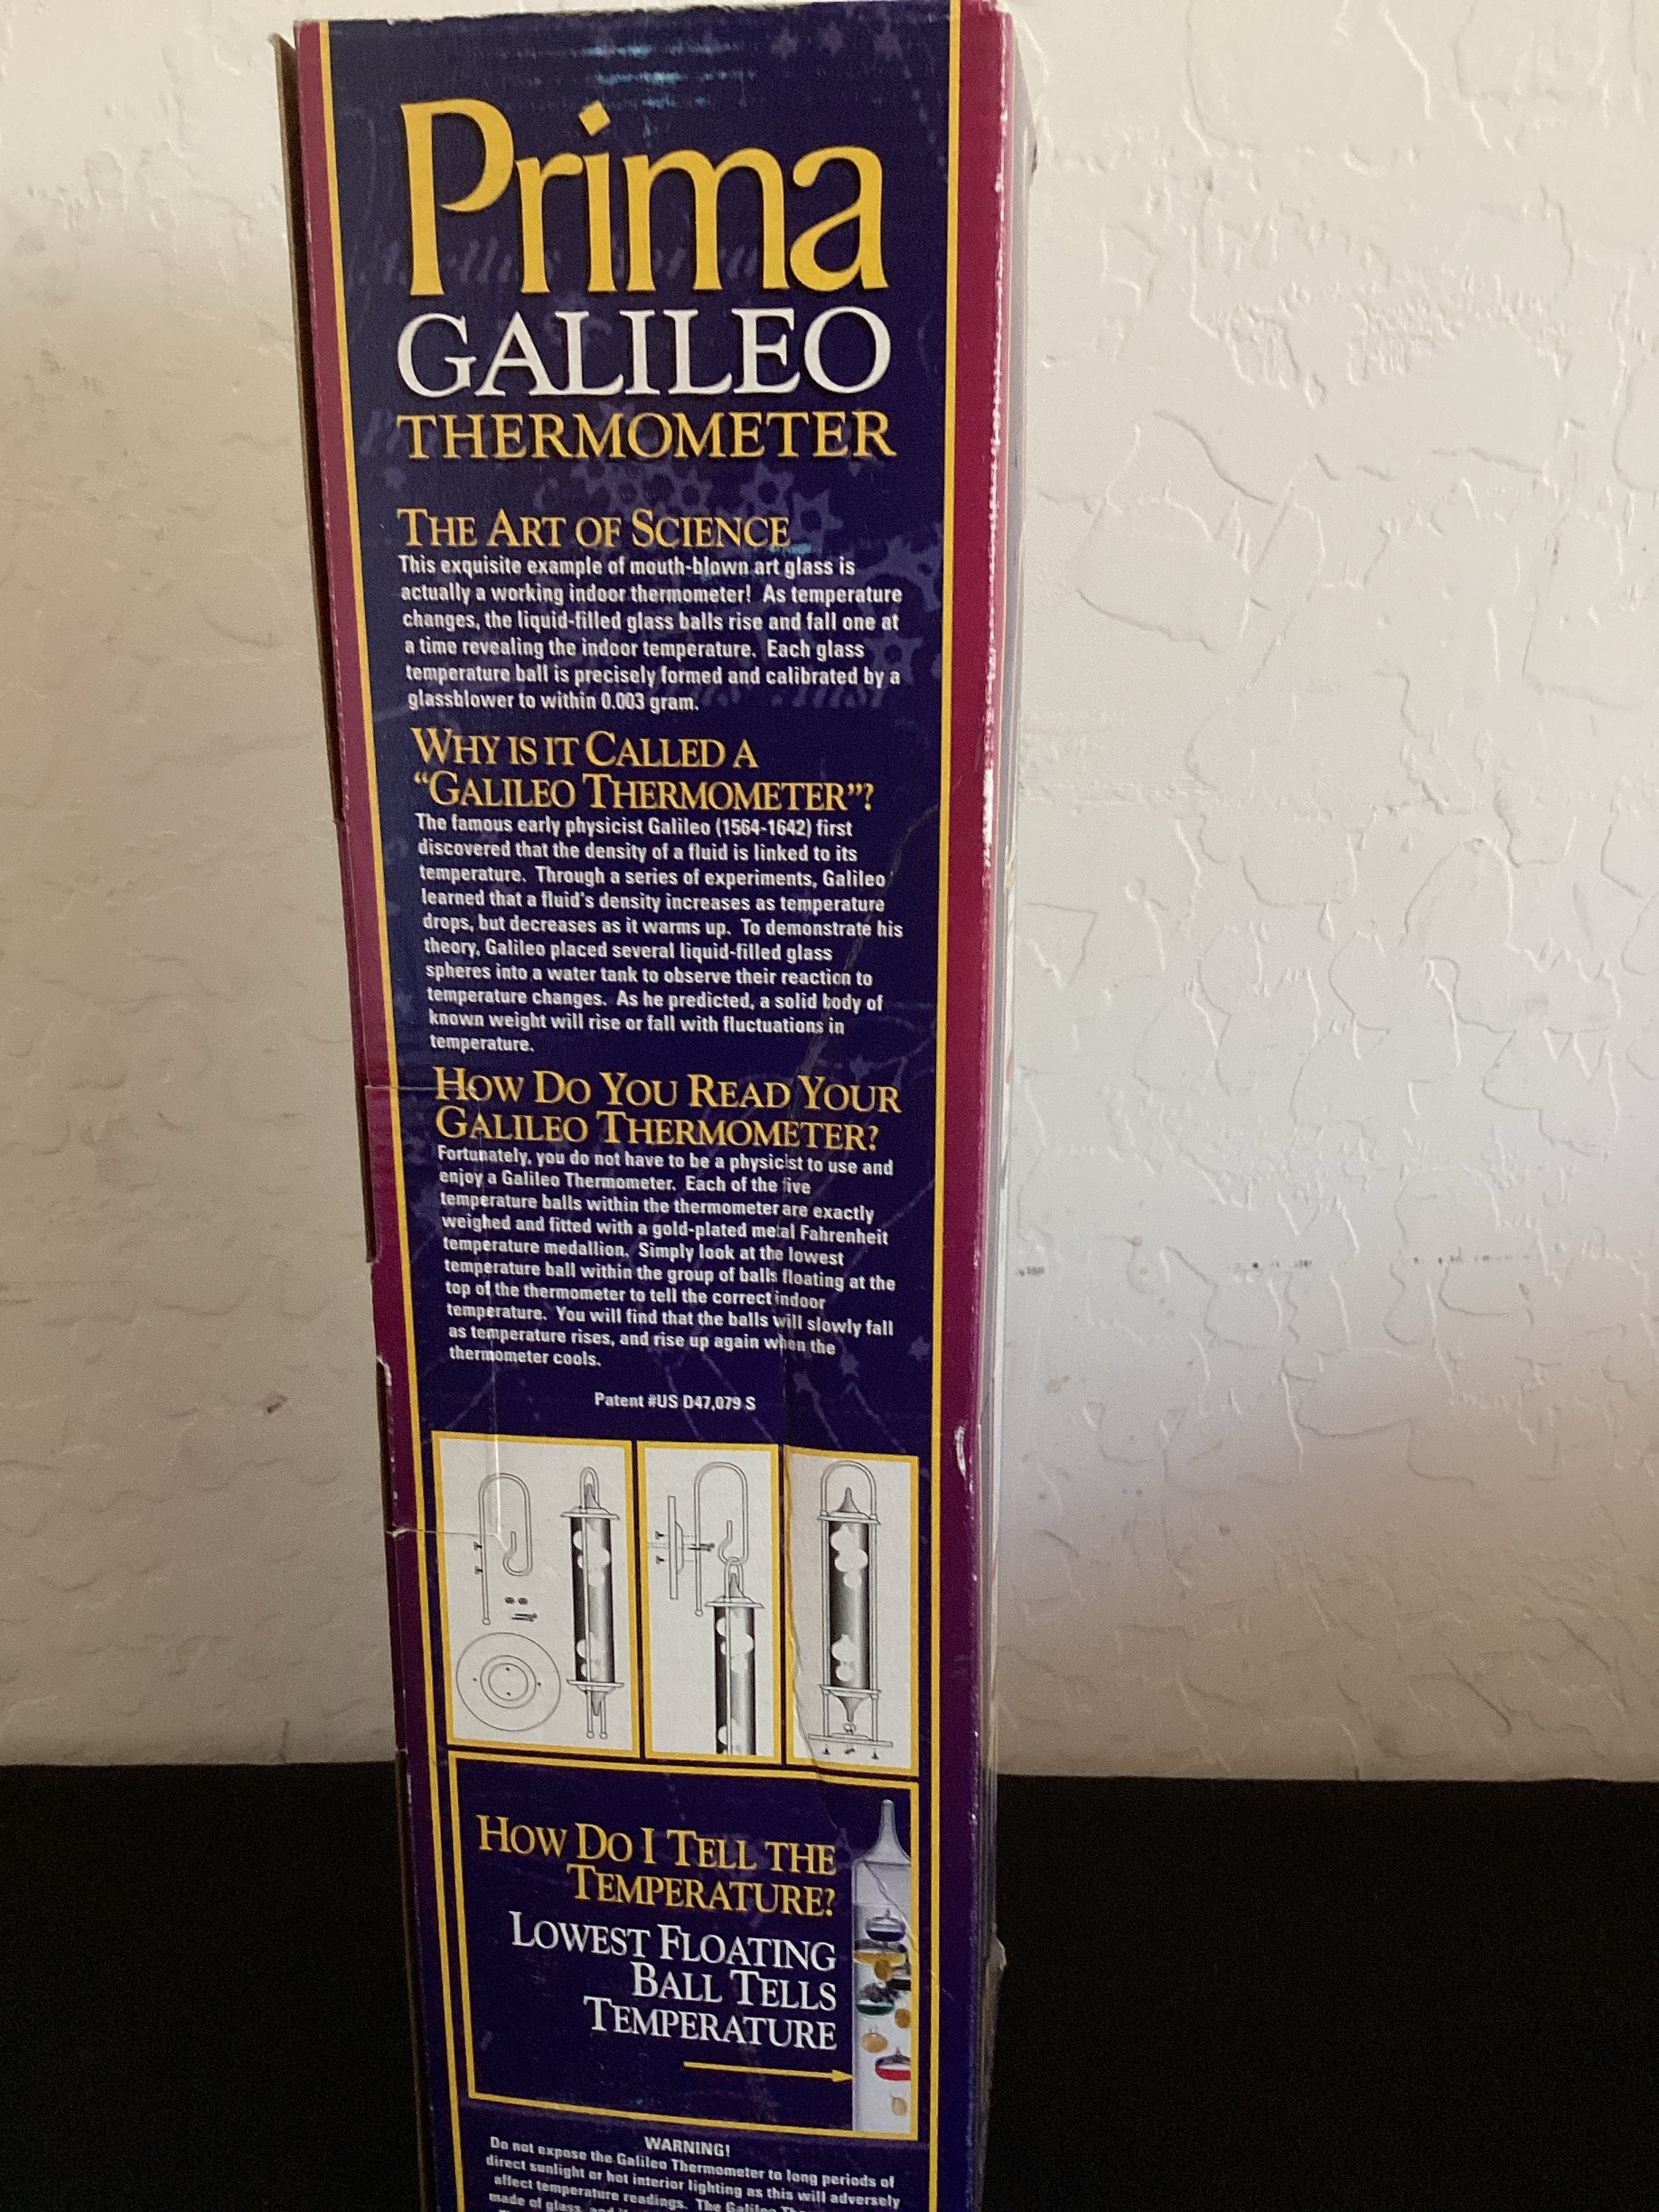 Prima
GALILEO
THERMOMETER
THE ART OF SCIENCE
This exquisite example of mouth-blown art glass is
actually a working indoor thermometer! As temperature
changes, the liquid-filled glass balls rise and fall one at
a time revealing the indoor temperature. Each glass
temperature ball is precisely formed and calibrated by a
glassblower to within 0.003 gram.
WHY IS IT CALLED A
“GALILEO THERMOMETER”?
The famous early physicist Galileo (1564-1642) first
discovered that the density of a fluid is linked to its
temperature. Through a series of experiments, Galileo
learned that a fluid's density increases as temperature
drops, but decreases as it warms up. To demonstrate his
theory, Galileo placed several liquid-filled glass
spheres into a water tank to observe their reaction to
temperature changes. As he predicted, a solid body of
known weight will rise or fall with fluctuations in
temperature.
HOW DO YOU READ YOUR
GALILEO THERMOMETER?
Fortunately, you do not have to be a physicist to use and
enjoy a Galileo Thermometer. Each of the five
temperature balls within the thermometer are exactly
weighed and fitted with a gold-plated metal Fahrenheit
temperature medallion. Simply look at the lowest
temperature ball within the group of balls floating at the
top of the thermometer to tell the correct indoor
temperature. You will find that the balls will slowly fall
as temperature rises, and rise up again when the
thermometer cools.
Patent #US D47,079 S
HOW DO I TELL THE
TEMPERATURE?
LOWEST FLOATING
BALL TELLS
TEMPERATURE
WARNING!
Do not expose the Galileo Thermometer to long periods of
direct sunlight or hot interior lighting as this will adversely
affect temperature readings. The Galileo
made of glass, and